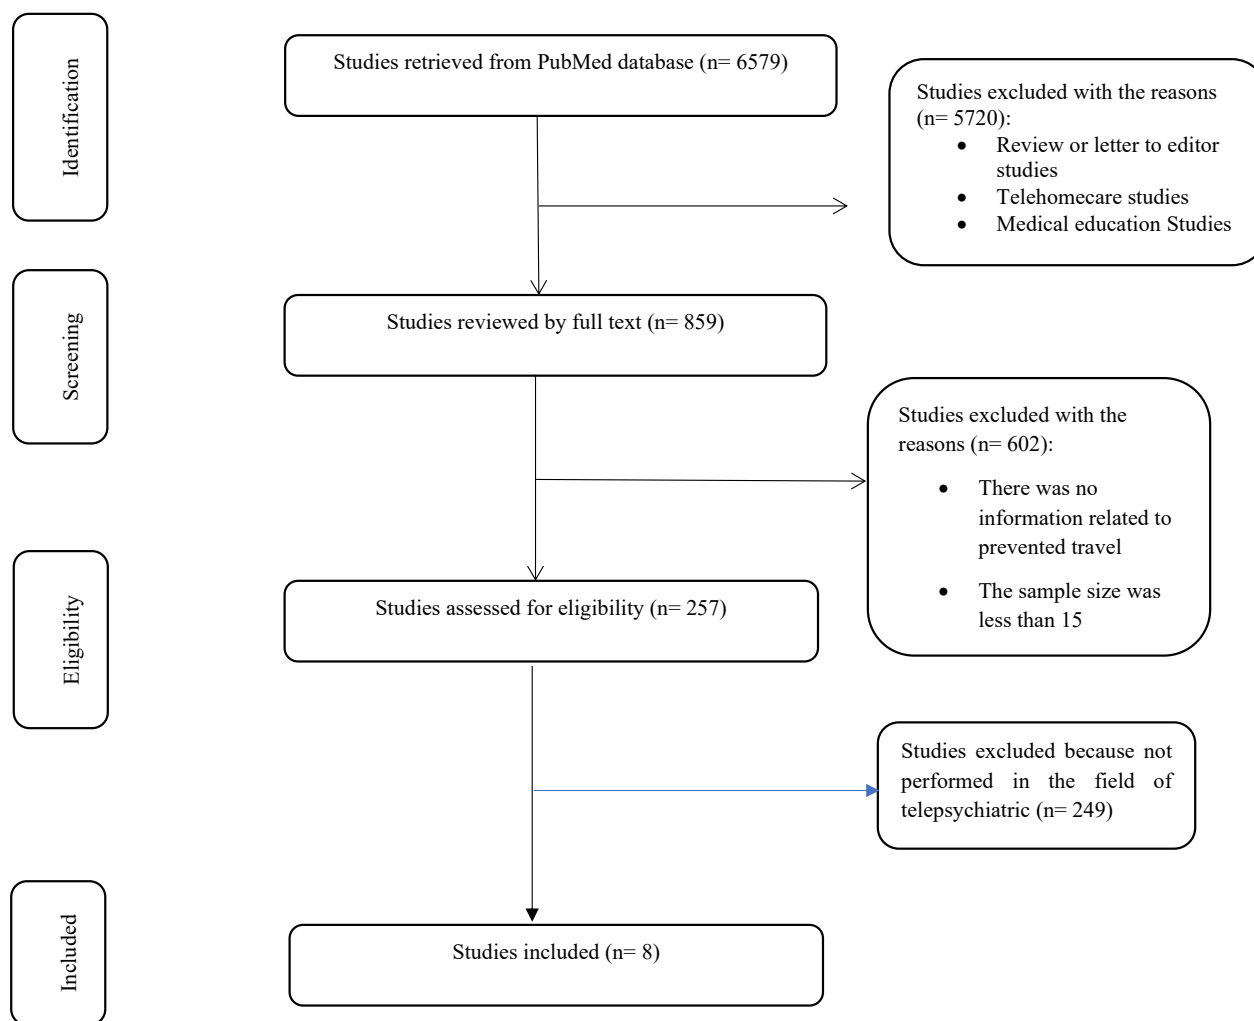 Identification
Studies retrieved from PubMed database (n= 6579)
Studies excluded with the reasons
(n= 5720):
• Review or letter to editor
studies
• Telehomecare studies
• Medical education Studies
Screening
Studies reviewed by full text (n= 859)
Studies excluded with the
reasons (n= 602):
• There was no
information related to
prevented travel
• The sample size was
less than 15
Eligibility
Studies assessed for eligibility (n= 257)
Studies excluded because not
performed in the field of
telepsychiatric (n= 249)
Included
Studies included (n= 8)